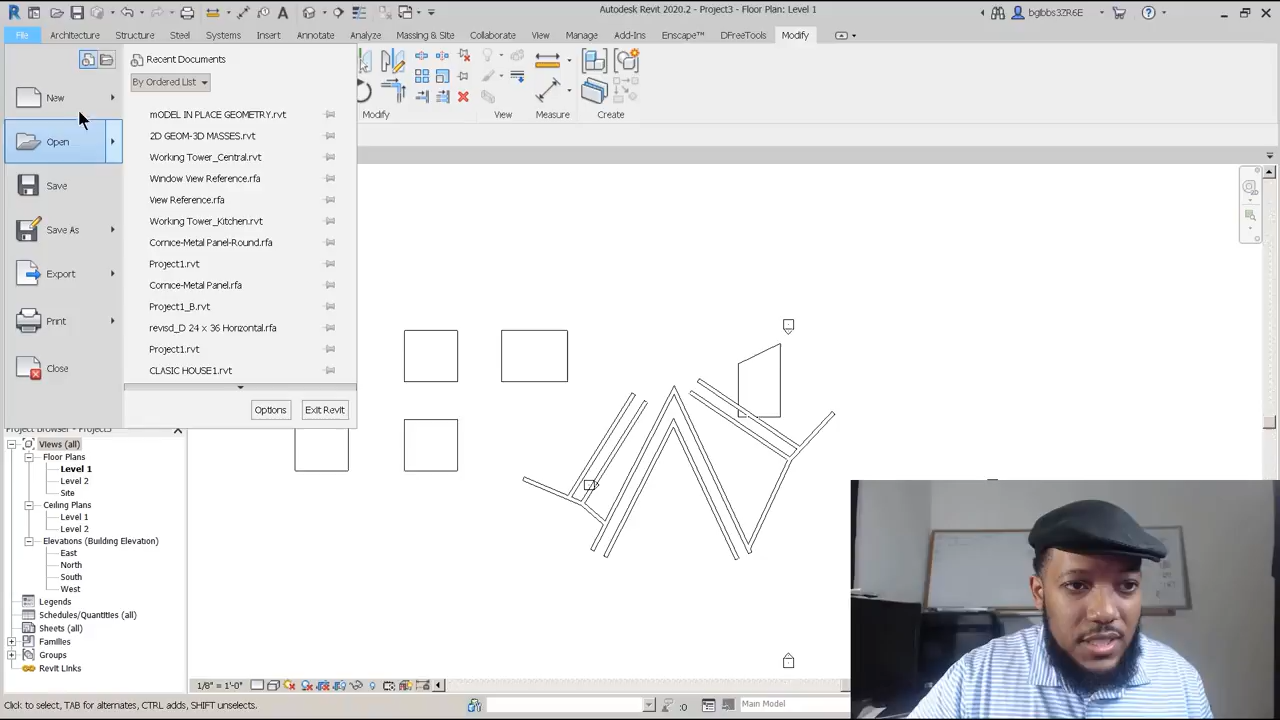 Autodesk Revit 2020.2 - Project3 - Floor Plan: Level 1
bgibbs3ZR6E
File Architecture Structure Steel Systems Insert Annotate Analyze Massing & Site Collaborate View Manage Add-Ins Enscape™ DFreeTools Modify
Recent Documents
By Ordered List
New
Open
Save
Save As
Export
Print
Close
mODEL IN PLACE GEOMETRY.rvt
2D GEOM-3D MASSES.rvt
Working Tower_Central.rvt
Window View Reference.rfa
View Reference.rfa
Working Tower_Kitchen.rvt
Cornice-Metal Panel-Round.rfa
Project1.rvt
Cornice-Metal Panel.rfa
Project1_B.rvt
revisd_D 24 x 36 Horizontal.rfa
Project1.rvt
CLASIC HOUSE1.rvt
Options Exit Revit
Modify View Measure Create
Project Browser - Project3
Views (all)
Floor Plans
Level 1
Level 2
Site
Ceiling Plans
Level 1
Level 2
Elevations (Building Elevation)
East
North
South
West
Legends
Schedules/Quantities (all)
Sheets (all)
Families
Groups
Revit Links
1/8" = 1'-0"
Click to select, TAB for alternates, CTRL adds, SHIFT unselects.
:0
Main Model